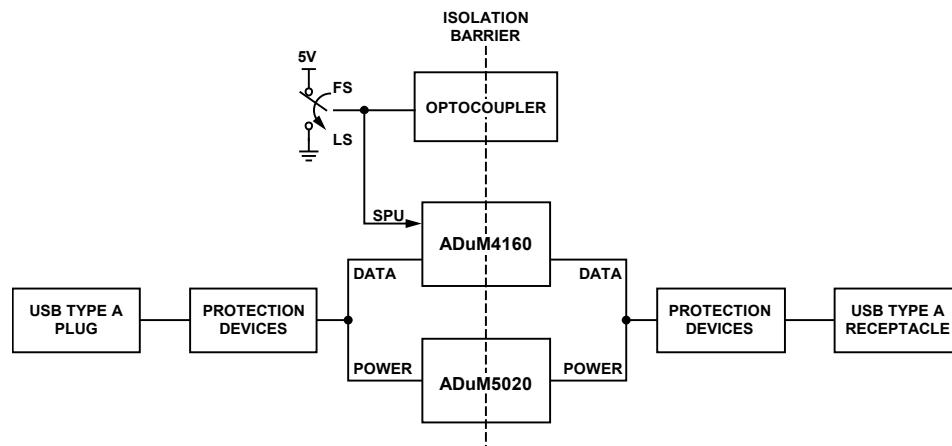 ISOLATION
BARRIER
5V
FS
LS
OPTOCOUPLER
SPU
ADuM4160
DATA
DATA
USB TYPE A
PLUG
PROTECTION
DEVICES
PROTECTION
DEVICES
USB TYPE A
RECEPTACLE
POWER
ADuM5020
POWER